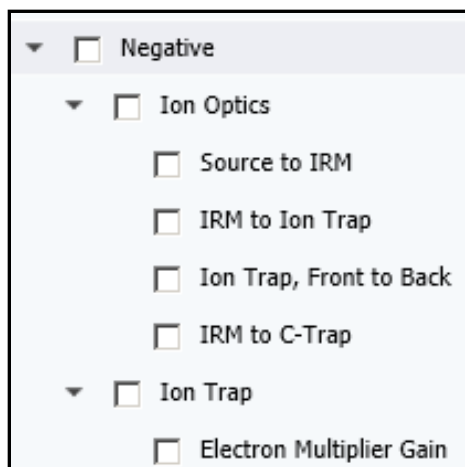 Negative
Ion Optics
Source to IRM
IRM to Ion Trap
Ion Trap, Front to Back
IRM to C-Trap
Ion Trap
Electron Multiplier Gain